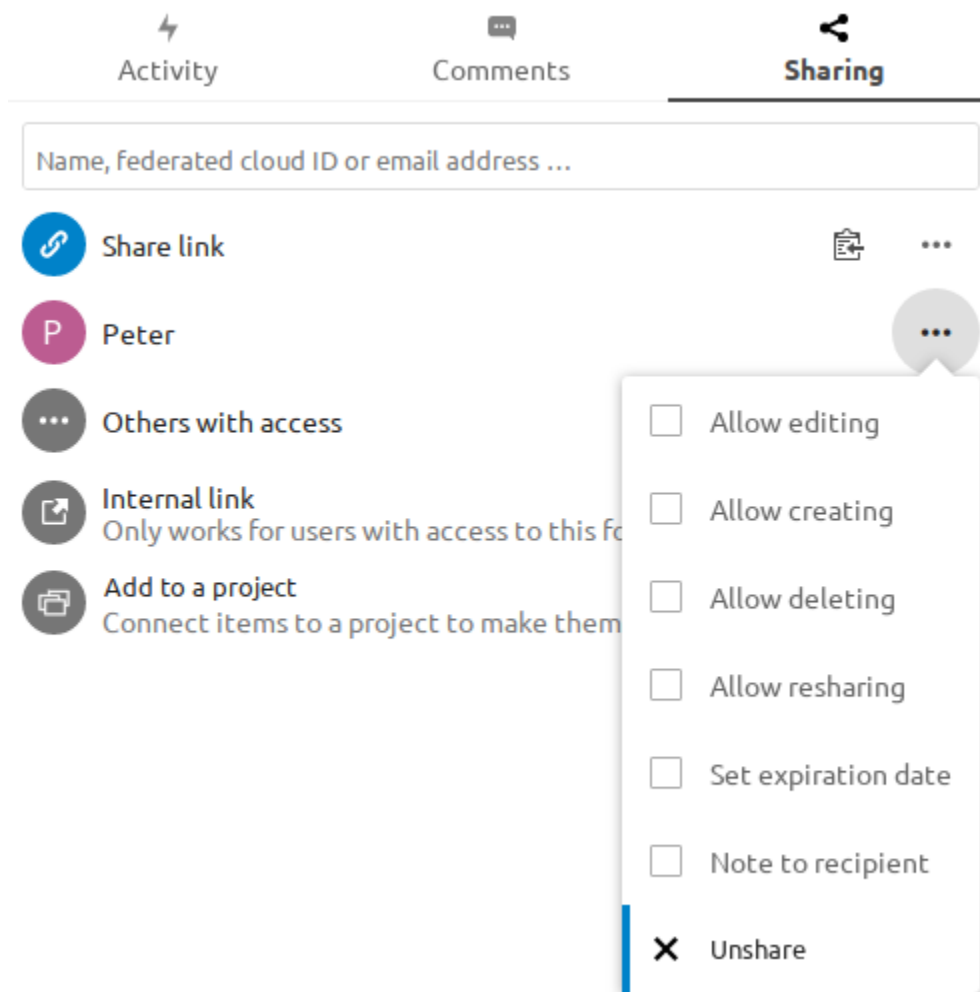 Activity
Comments
Sharing
Name, federated cloud ID or email address ...
Share link
P
Peter
Others with access
Internal link
Only works for users with access to this fo
Add to a project
Connect items to a project to make them
Allow editing
Allow creating
Allow deleting
Allow resharing
Set expiration date
Note to recipient
Unshare